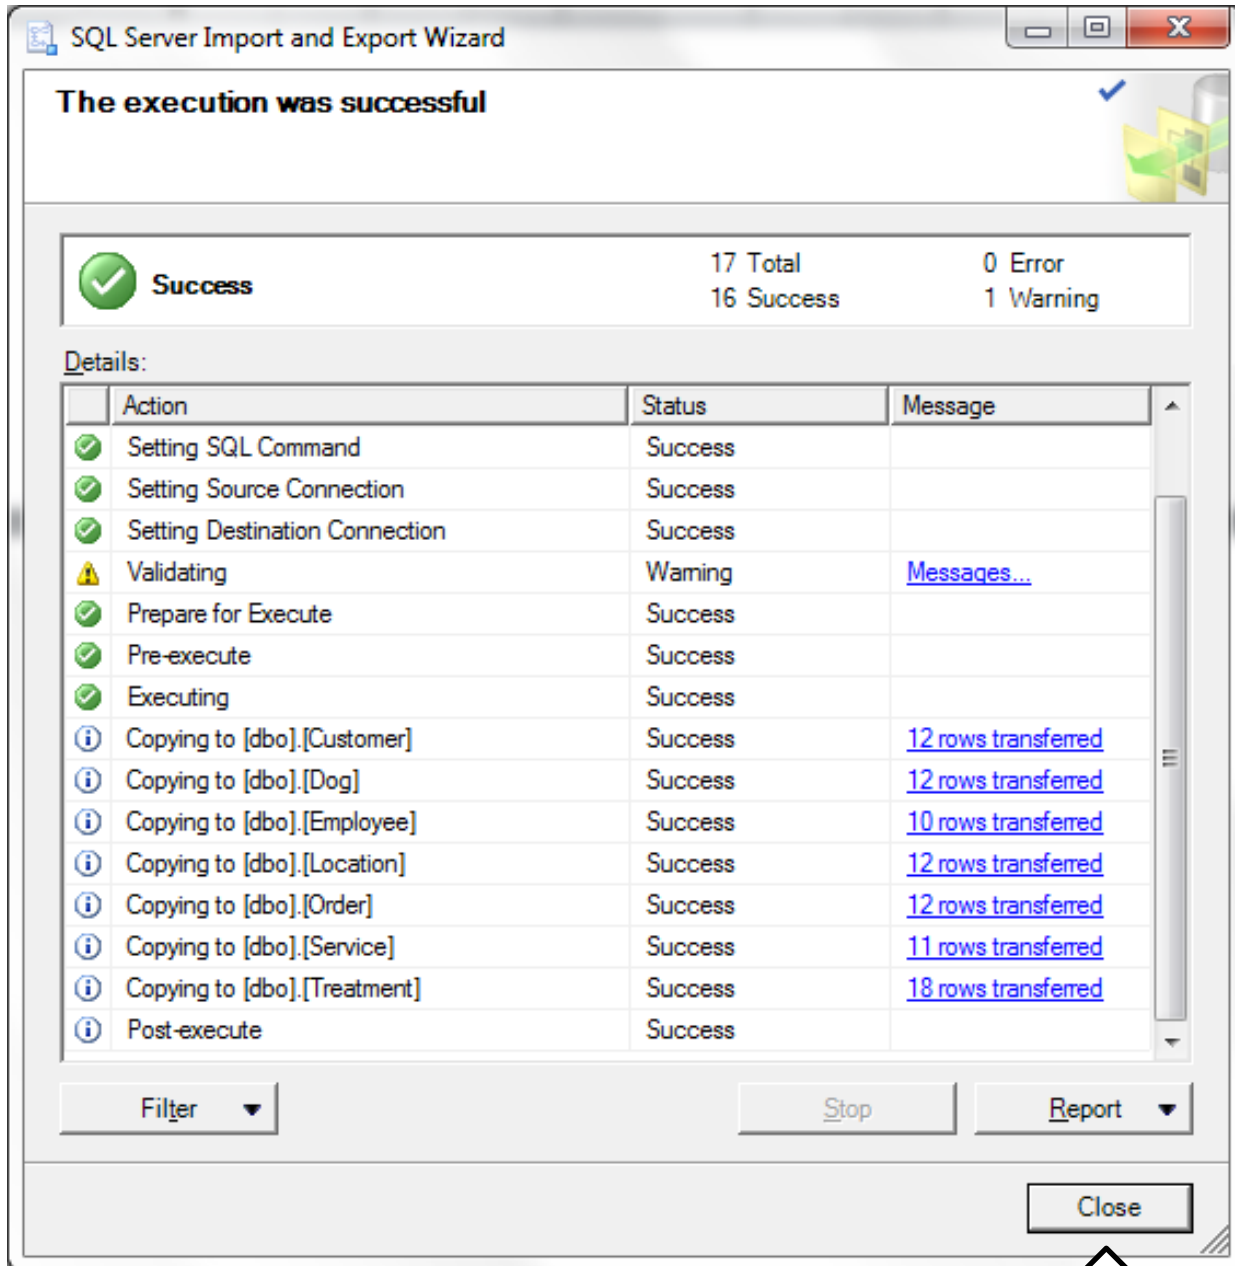 SQL Server Import and Export Wizard
The execution was successful
Success
17 Total
0 Error
16 Success
1 Warning
Details:
Action Status Message
Setting SQL Command Success
Setting Source Connection Success
Setting Destination Connection Success
Validating Warning Messages...
Prepare for Execute Success
Pre-execute Success
Executing Success
Copying to [dbo].[Customer] Success 12 rows transferred
Copying to [dbo].[Dog] Success 12 rows transferred
Copying to [dbo].[Employee] Success 10 rows transferred
Copying to [dbo].[Location] Success 12 rows transferred
Copying to [dbo].[Order] Success 12 rows transferred
Copying to [dbo].[Service] Success 11 rows transferred
Copying to [dbo].[Treatment] Success 18 rows transferred
Post-execute Success
Filter Stop Report
Close